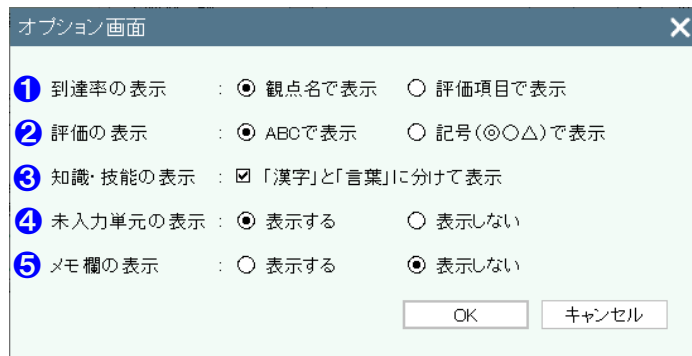 オプション画面
❶ 到達率の表示 : ◉ 観点名で表示 ○ 評価項目で表示
❷ 評価の表示 : ◉ ABCで表示 ○ 記号(◎○△)で表示
❸ 知識・技能の表示 : ☑ 「漢字」と「言葉」に分けて表示
❹ 未入力単元の表示 : ◉ 表示する ○ 表示しない
❺ メモ欄の表示 : ○ 表示する ◉ 表示しない
OK キャンセル